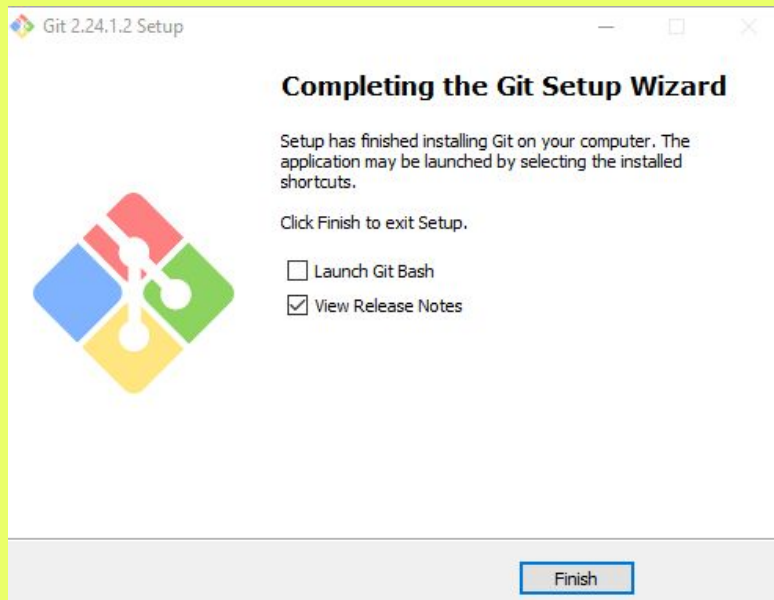 Git 2.24.1.2 Setup
Completing the Git Setup Wizard
Setup has finished installing Git on your computer. The
application may be launched by selecting the installed
shortcuts.
Click Finish to exit Setup.
Launch Git Bash
View Release Notes
Finish